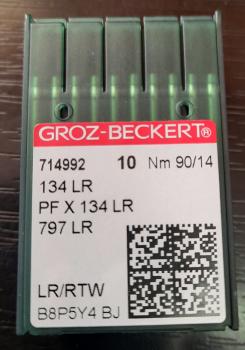 GROZ-BECKERT®
714992 10 Nm 90/14
134 LR
PF X 134 LR
797 LR
LR/RTW
B8P5Y4 BJ